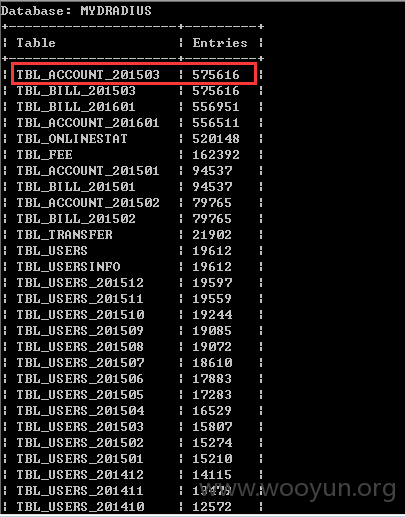 Database: MYDRADIUS
+----------------------+---------+
| Table | Entries |
+----------------------+---------+
| TBL_ACCOUNT_201503 | 575616 |
| TBL_BILL_201503 | 575616 |
| TBL_BILL_201601 | 556951 |
| TBL_ACCOUNT_201601 | 556511 |
| TBL_ONLINESTAT | 520148 |
| TBL_FEE | 162392 |
| TBL_ACCOUNT_201501 | 94537 |
| TBL_BILL_201501 | 94537 |
| TBL_ACCOUNT_201502 | 79765 |
| TBL_BILL_201502 | 79765 |
| TBL_TRANSFER | 21902 |
| TBL_USERS | 19612 |
| TBL_USERSINFO | 19612 |
| TBL_USERS_201512 | 19597 |
| TBL_USERS_201511 | 19559 |
| TBL_USERS_201510 | 19244 |
| TBL_USERS_201509 | 19085 |
| TBL_USERS_201508 | 19072 |
| TBL_USERS_201507 | 18610 |
| TBL_USERS_201506 | 17883 |
| TBL_USERS_201505 | 17283 |
| TBL_USERS_201504 | 16529 |
| TBL_USERS_201503 | 15807 |
| TBL_USERS_201502 | 15274 |
| TBL_USERS_201501 | 15210 |
| TBL_USERS_201412 | 14115 |
| TBL_USERS_201411 | 13479 |
| TBL_USERS_201410 | 12572 |
www.wooyun.org